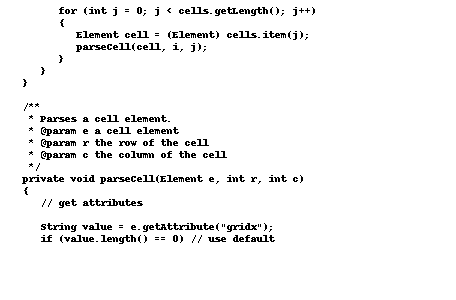 for (int j = 0; j < cells.getLength(); j++)
{
Element cell = (Element) cells.item(j);
parseCell(cell, i, j);
}
}
}
/**
* Parses a cell element.
* @param e a cell element
* @param r the row of the cell
* @param c the column of the cell
*/
private void parseCell(Element e, int r, int c)
{
// get attributes
String value = e.getAttribute("gridx");
if (value.length() == 0) // use default